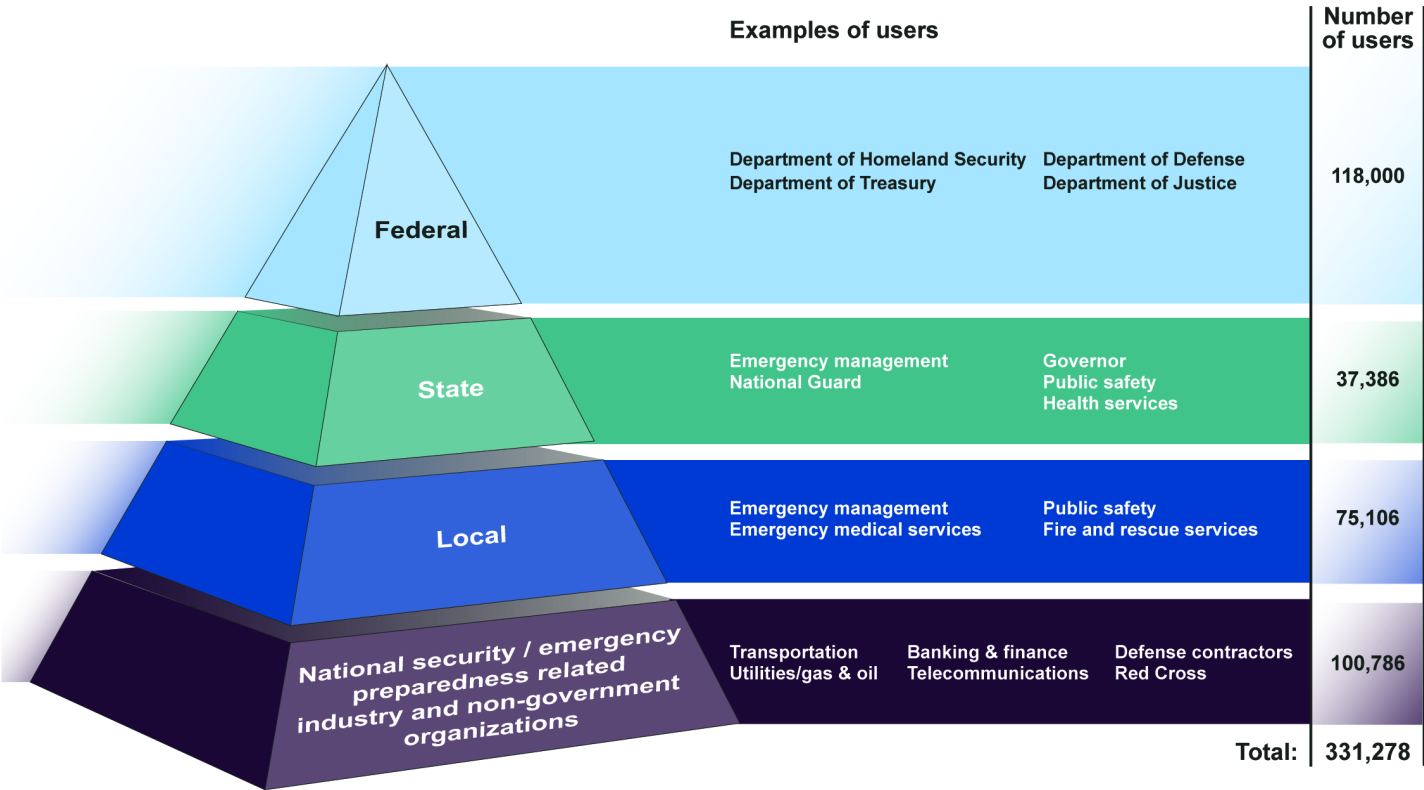 Examples of users
Number
of users
Federal
Department of Homeland Security
Department of Treasury
Department of Defense
Department of Justice
118,000
State
Emergency management
National Guard
Governor
Public safety
Health services
37,386
Local
Emergency management
Emergency medical services
Public safety
Fire and rescue services
75,106
National security / emergency
preparedness related
industry and non-government
organizations
Transportation
Utilities/gas & oil
Banking & finance
Telecommunications
Defense contractors
Red Cross
100,786
Total: 331,278